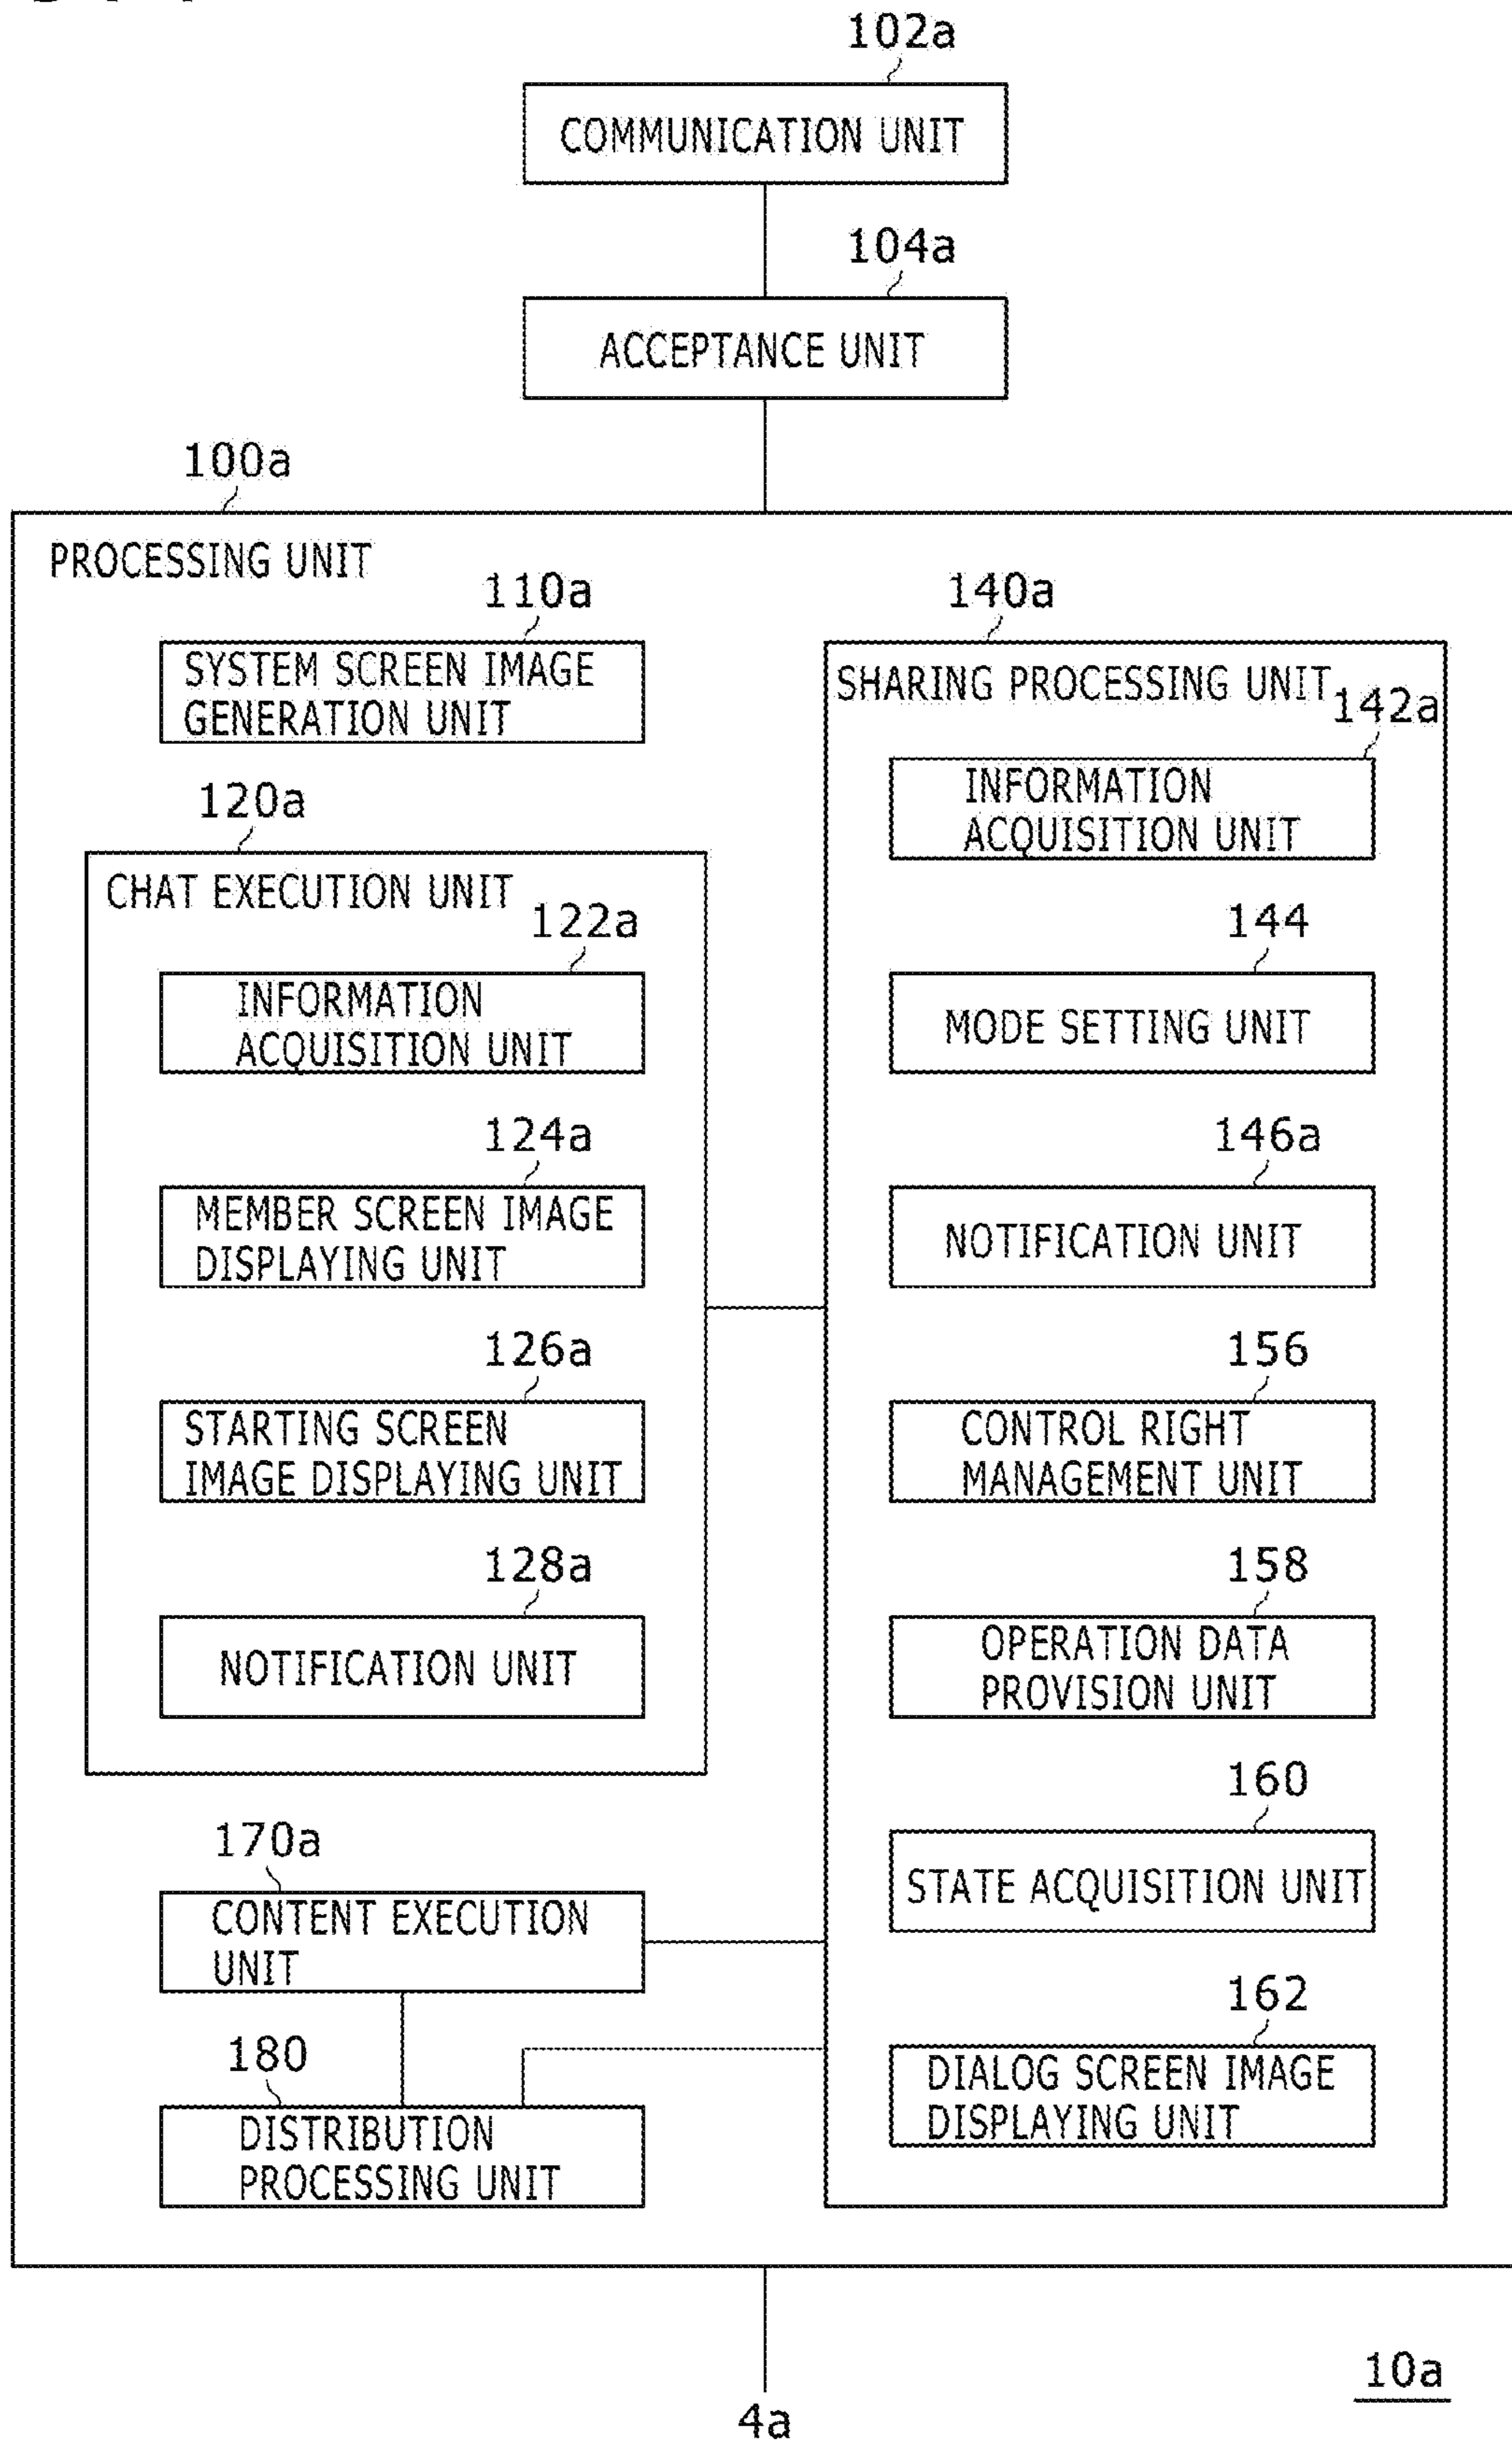 102a
COMMUNICATION UNIT
104a
ACCEPTANCE UNIT
100a
PROCESSING UNIT
110a
SYSTEM SCREEN IMAGE
GENERATION UNIT
120a
CHAT EXECUTION UNIT
122a
INFORMATION
ACQUISITION UNIT
124a
MEMBER SCREEN IMAGE
DISPLAYING UNIT
126a
STARTING SCREEN
IMAGE DISPLAYING UNIT
128a
NOTIFICATION UNIT
170a
CONTENT EXECUTION
UNIT
180
DISTRIBUTION
PROCESSING UNIT
140a
SHARING PROCESSING UNIT
142a
INFORMATION
ACQUISITION UNIT
144
MODE SETTING UNIT
146a
NOTIFICATION UNIT
156
CONTROL RIGHT
MANAGEMENT UNIT
158
OPERATION DATA
PROVISION UNIT
160
STATE ACQUISITION UNIT
162
DIALOG SCREEN IMAGE
DISPLAYING UNIT
4a
10a